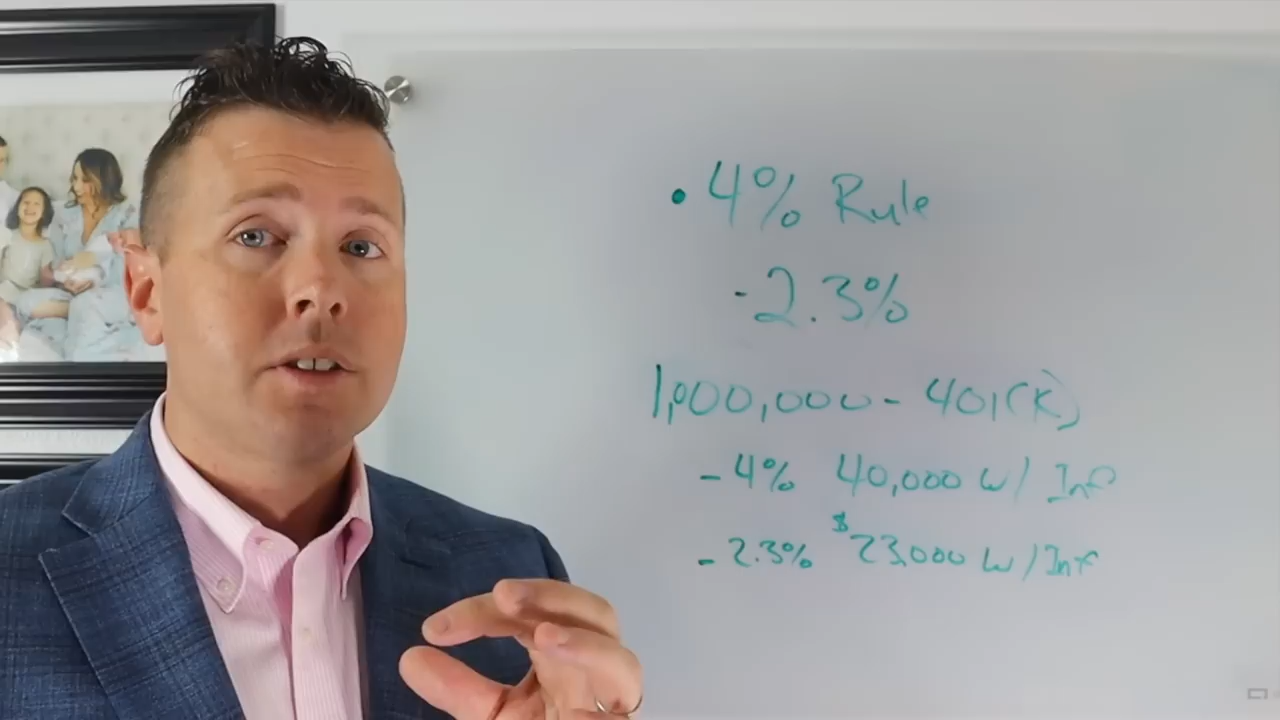 • 4% Rule
- 2.3%
1,000,000 - 401(K)
- 4% 40,000 w/ Inf
- 2.3% $23,000 w/ Inf